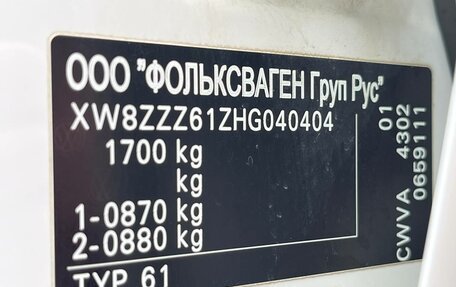 ООО "ФОЛЬКСВАГЕН Груп Рус"
XW8ZZZ61ZHG040404
1700 kg
kg
1-0870 kg
2-0880 kg
TYP 61
01
CWVA 4302
0659111